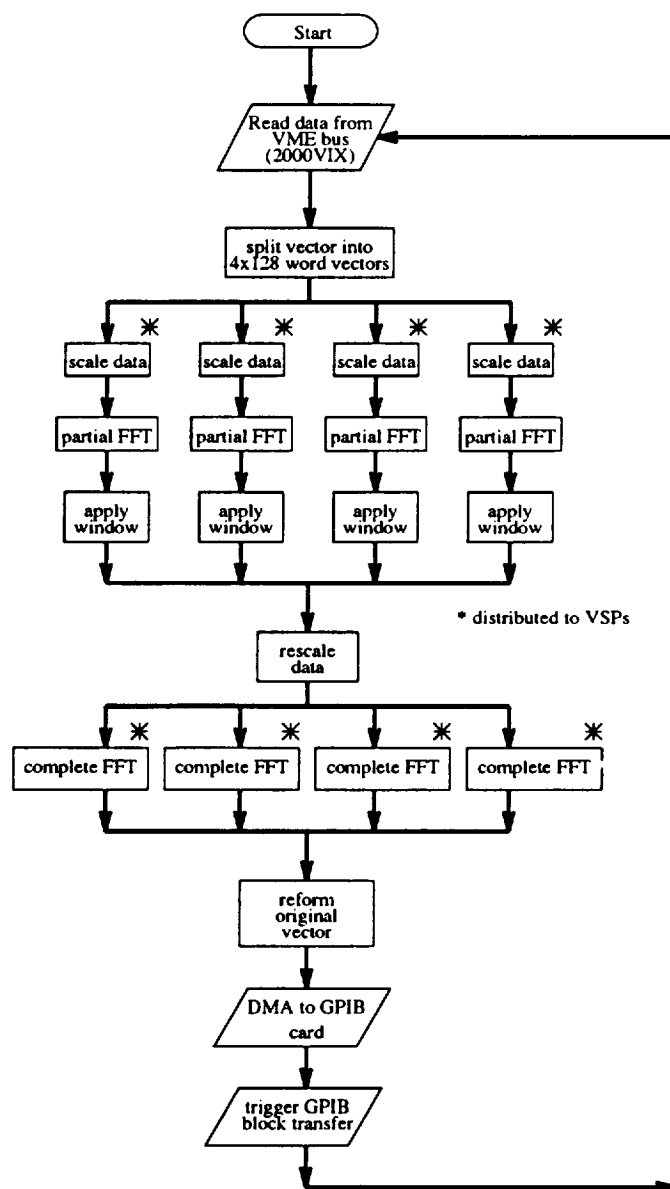 Start
Read data from
VME bus
(2000VIX)
split vector into
4x128 word vectors
* * * *
scale data scale data scale data scale data
partial FFT partial FFT partial FFT partial FFT
apply apply apply apply
window window window window
* distributed to VSPs
rescale
data
* * * *
complete FFT complete FFT complete FFT complete FFT
reform
original
vector
DMA to GPIB
card
trigger GPIB
block transfer